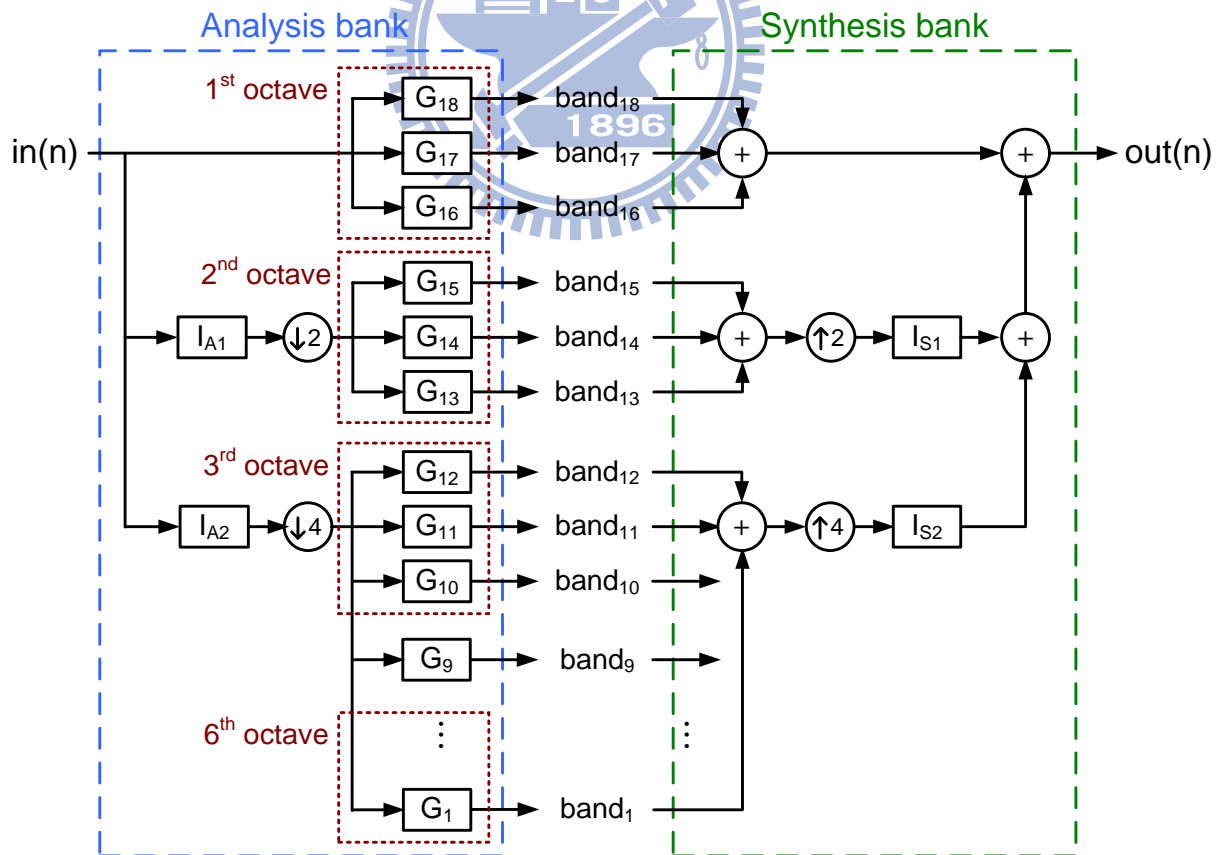 Analysis bank
Synthesis bank
1st octave
G18
band18
1896
in(n)
G17
band17
+
+
out(n)
G16
band16
2nd octave
G15
band15
IA1
↓2
G14
band14
+
↑2
IS1
+
G13
band13
3rd octave
G12
band12
IA2
↓4
G11
band11
+
↑4
IS2
G10
band10
G9
band9
6th octave
⋮
⋮
G1
band1